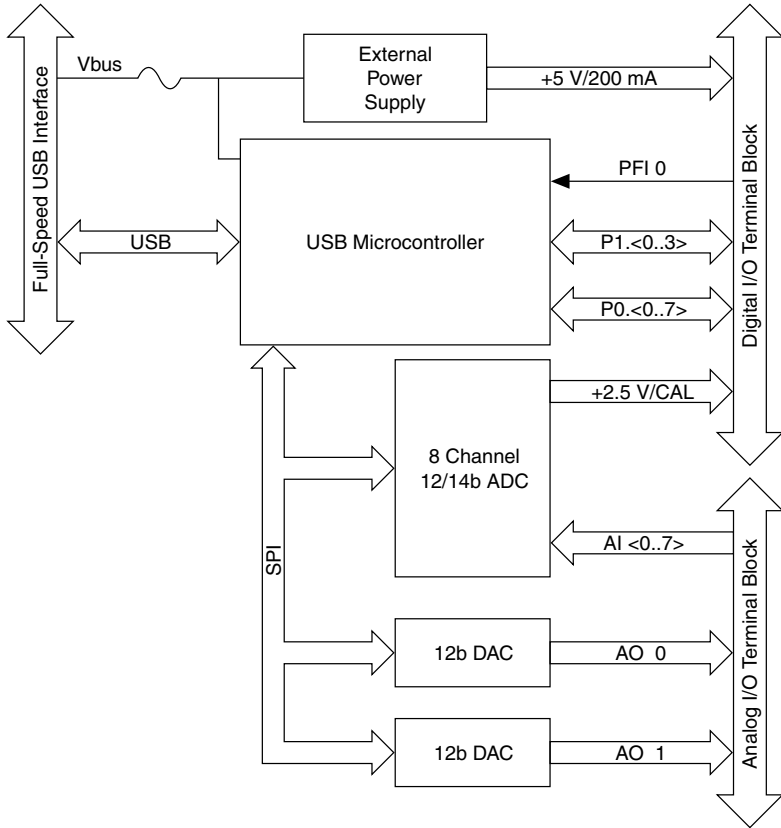 Full-Speed USB Interface
Vbus
External
Power
Supply
+5 V/200 mA
Digital I/O Terminal Block
USB
USB Microcontroller
PFI 0
P1.<0..3>
P0.<0..7>
SPI
8 Channel
12/14b ADC
+2.5 V/CAL
AI <0..7>
Analog I/O Terminal Block
12b DAC
AO 0
12b DAC
AO 1